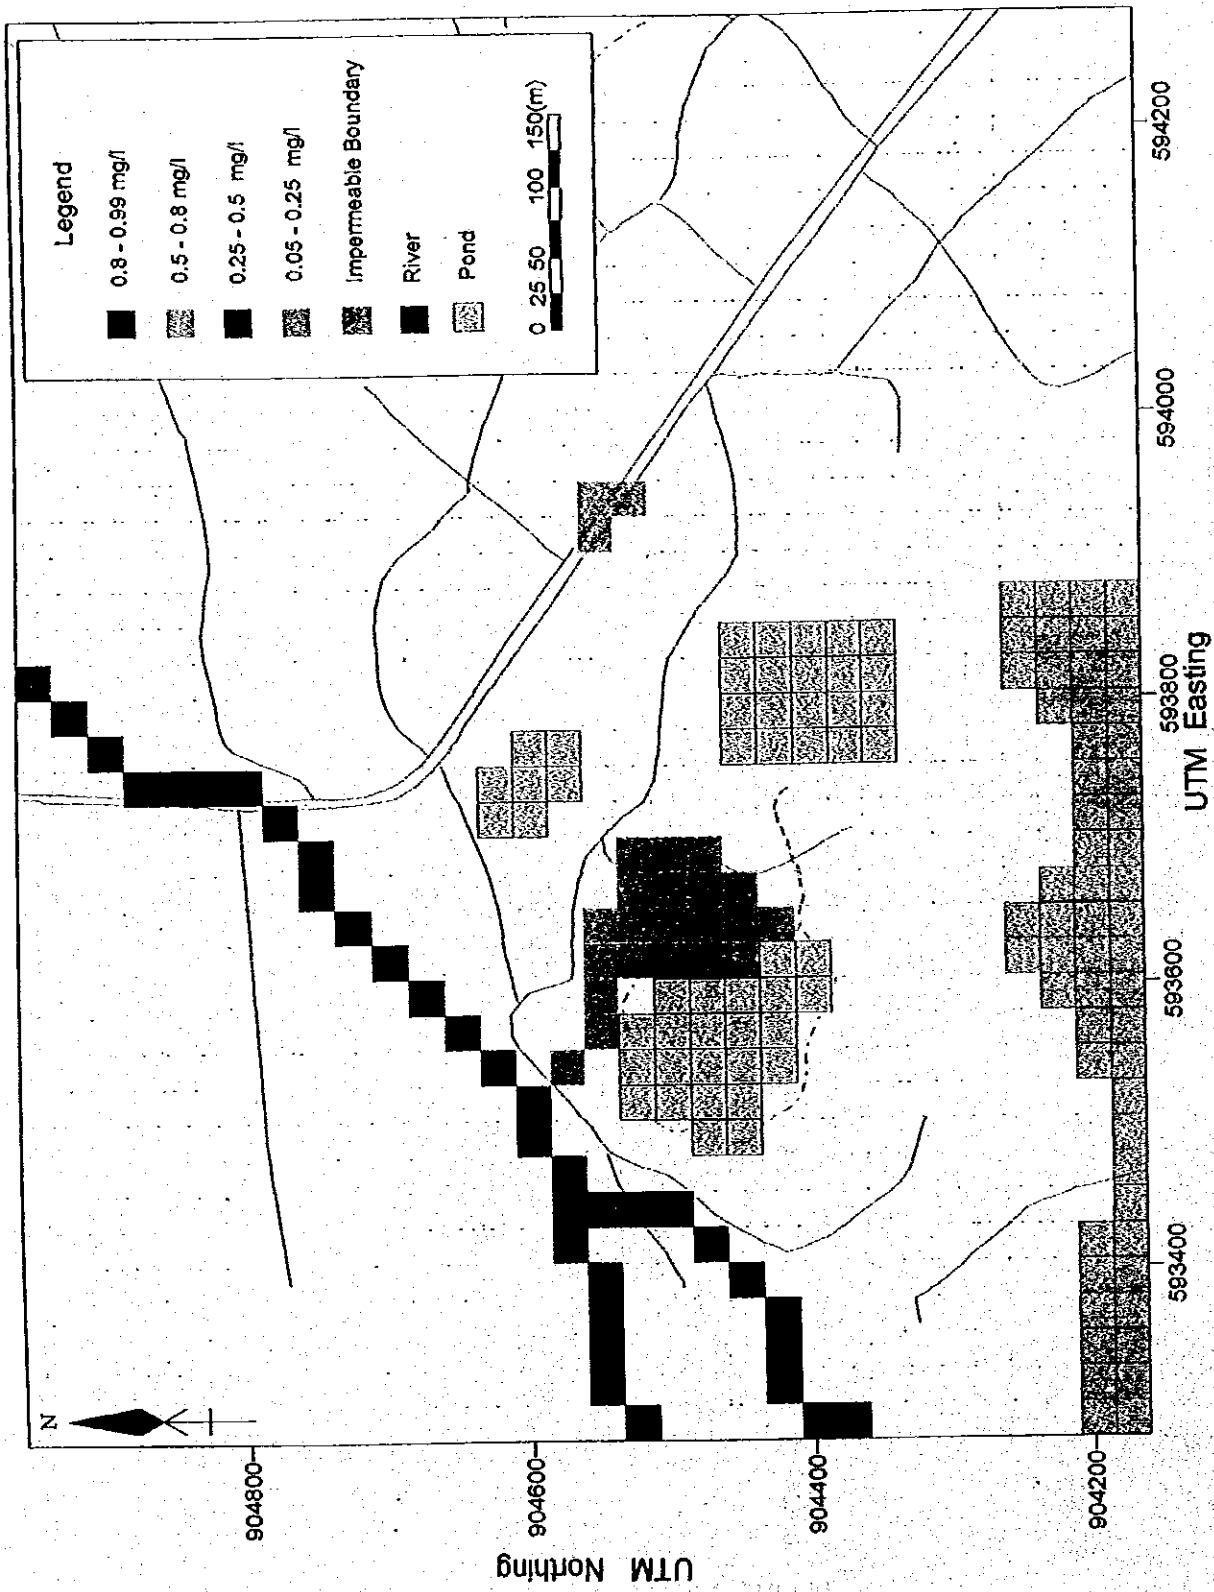 N
Legend
0.8 - 0.99 mg/l
0.5 - 0.8 mg/l
0.25 - 0.5 mg/l
0.05 - 0.25 mg/l
Impermeable Boundary
River
Pond
0 25 50 100 150(m)
UTM Northing
904800
904600
904400
904200
593400
593600
593800
594000
594200
UTM Easting